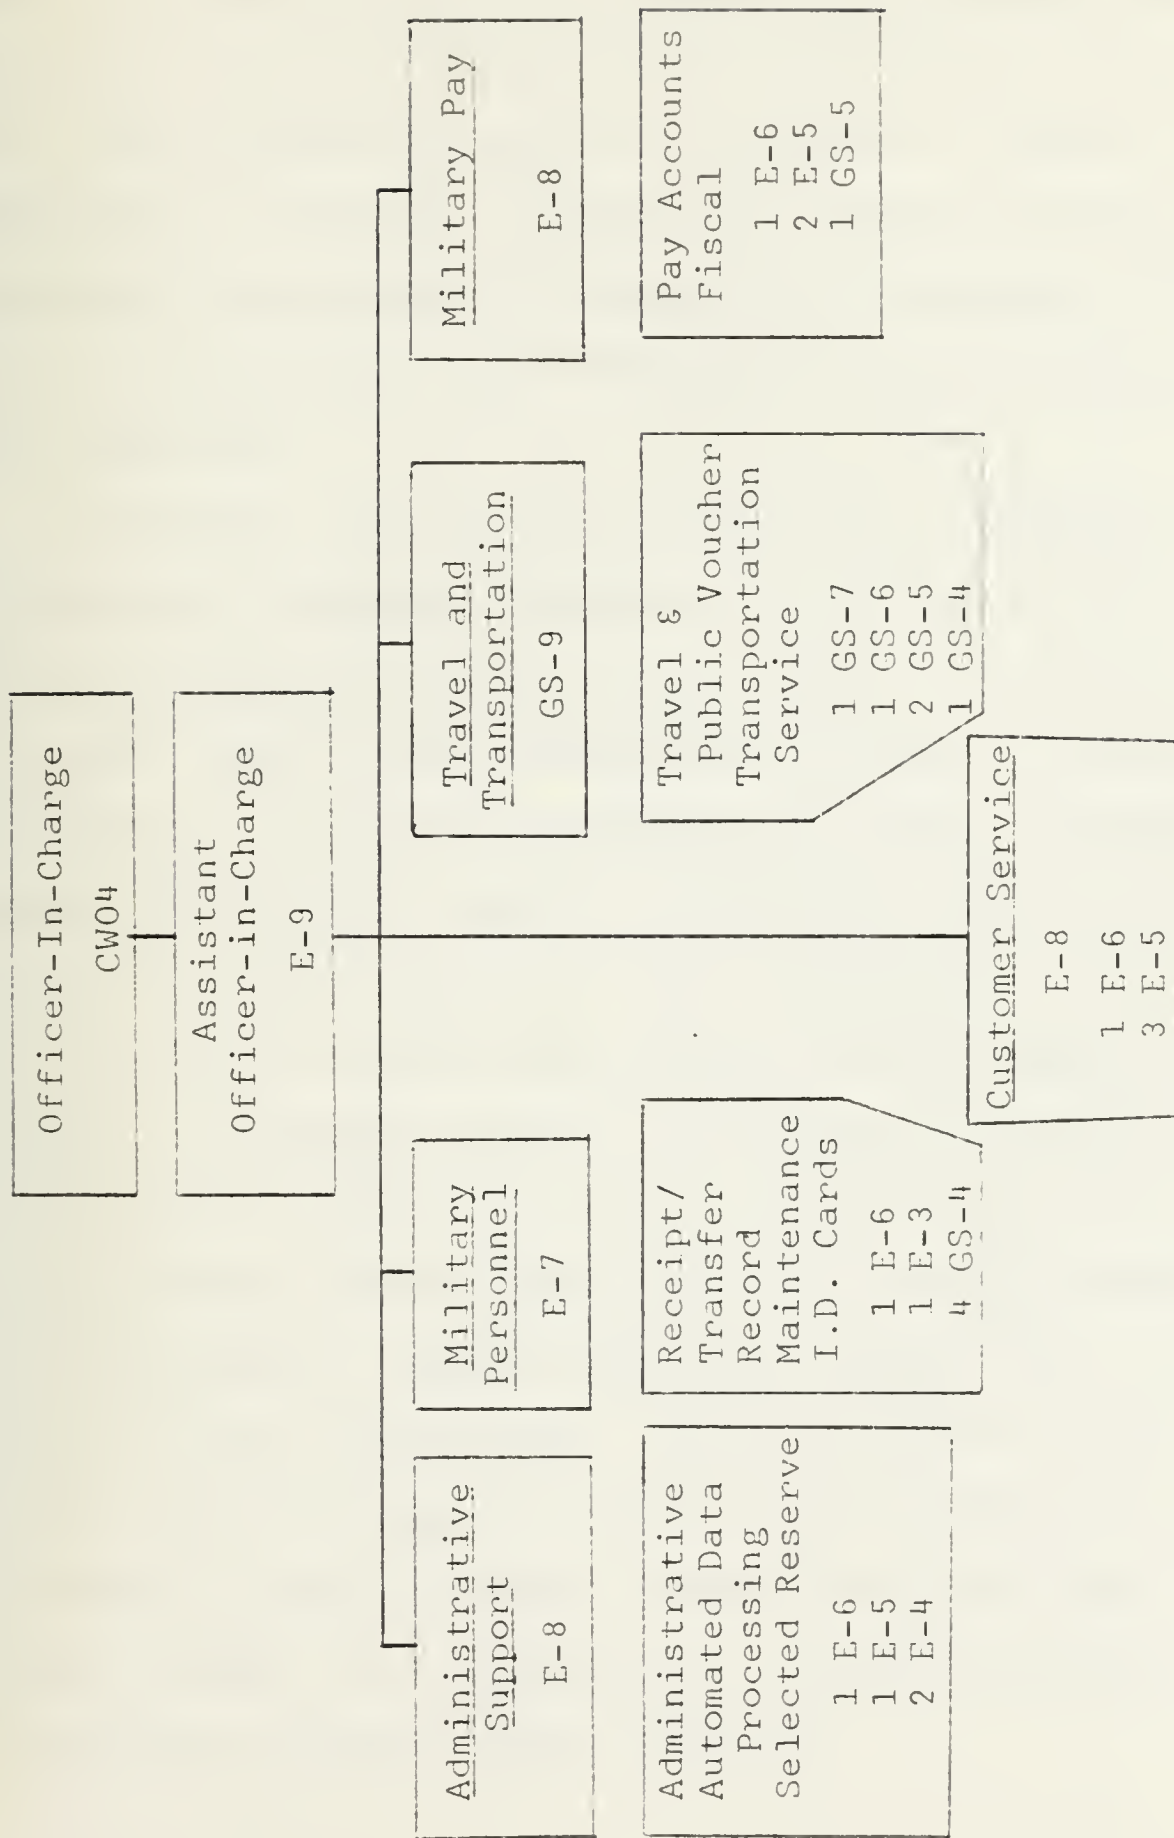 Officer-In-Charge
CWO4
Assistant
Officer-in-Charge
E-9
Administrative
Support
E-8
Military
Personnel
E-7
Travel and
Transportation
GS-9
Military Pay
E-8
Administrative
Automated Data
Processing
Selected Reserve
1 E-6
1 E-5
2 E-4
Receipt/
Transfer
Record
Maintenance
I.D. Cards
1 E-6
1 E-3
4 GS-4
Travel &
Public Voucher
Transportation
Service
1 GS-7
1 GS-6
2 GS-5
1 GS-4
Pay Accounts
Fiscal
1 E-6
2 E-5
1 GS-5
Customer Service
E-8
1 E-6
3 E-5